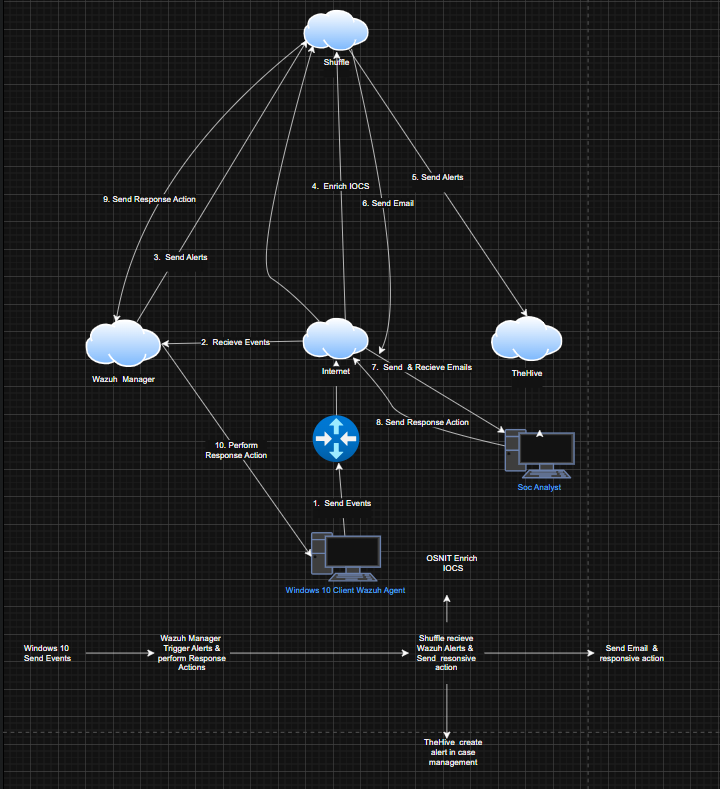 Shuffle
5. Send Alerts
4. Enrich IOCS
9. Send Response Action
6. Send Email
3. Send Alerts
2. Recieve Events
Internet
7. Send & Recieve Emails
TheHive
Wazuh Manager
8. Send Response Action
10. Perform
Response Action
Soc Analyst
1. Send Events
Windows 10 Client Wazuh Agent
OSNIT Enrich
IOCS
Windows 10
Send Events
Wazuh Manager
Trigger Alerts &
perform Response
Actions
Shuffle recieve
Wazuh Alerts &
Send resonsive
action
Send Email &
responsive action
TheHive create
alert in case
management